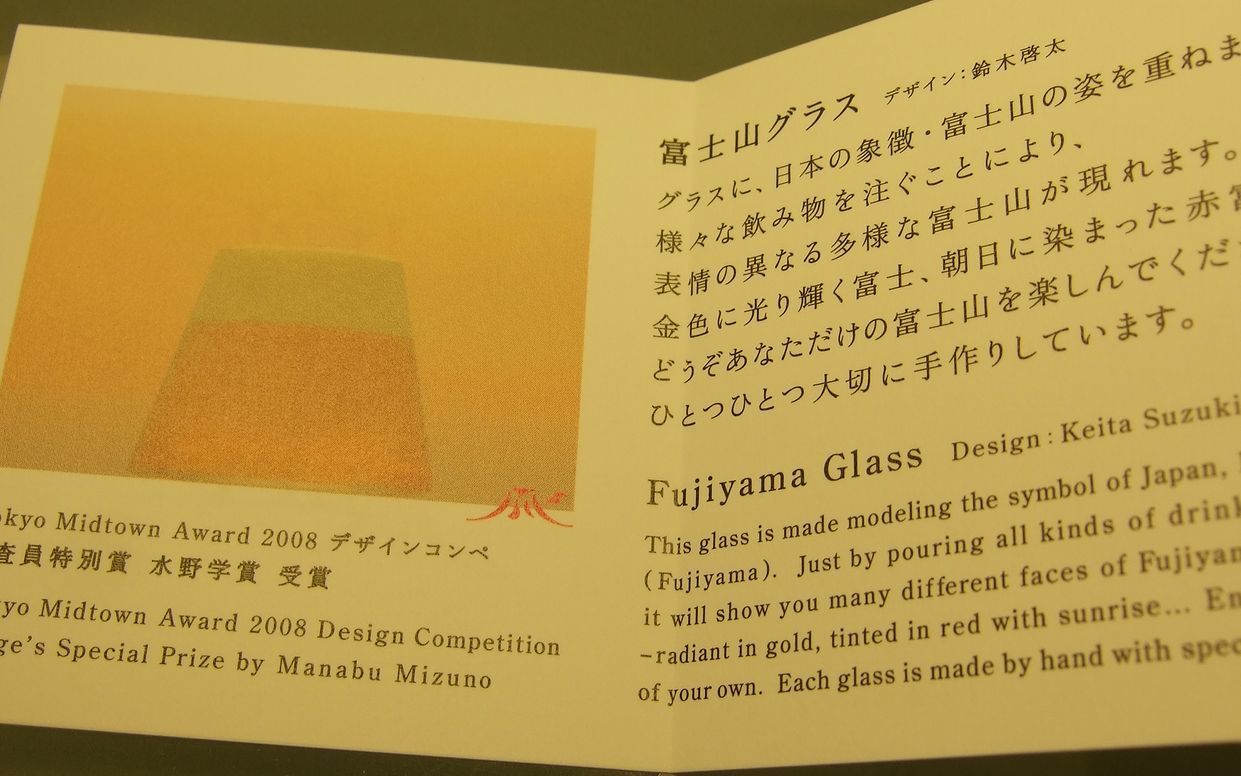 Midtown Award 2008 デザインコンペ
員特別賞 水野学賞 受賞
Midtown Award 2008 Design Competition
Special Prize by Manabu Mizuno
富士山グラス デザイン:鈴木啓太
グラスに、日本の象徴・富士山の姿を重ねま
様々な飲み物を注ぐことにより、
表情の異なる多様な富士山が現れます。
金色に光り輝く富士、朝日に染まった赤富
どうぞあなただけの富士山を楽しんでくだ
ひとつひとつ大切に手作りしています。
Fujiyama Glass Design : Keita Suzuki
This glass is made modeling the symbol of Japan,
(Fujiyama). Just by pouring all kinds of
it will show you many different faces of
–radiant in gold, tinted in red with sunrise...
of your own. Each glass is made by hand with